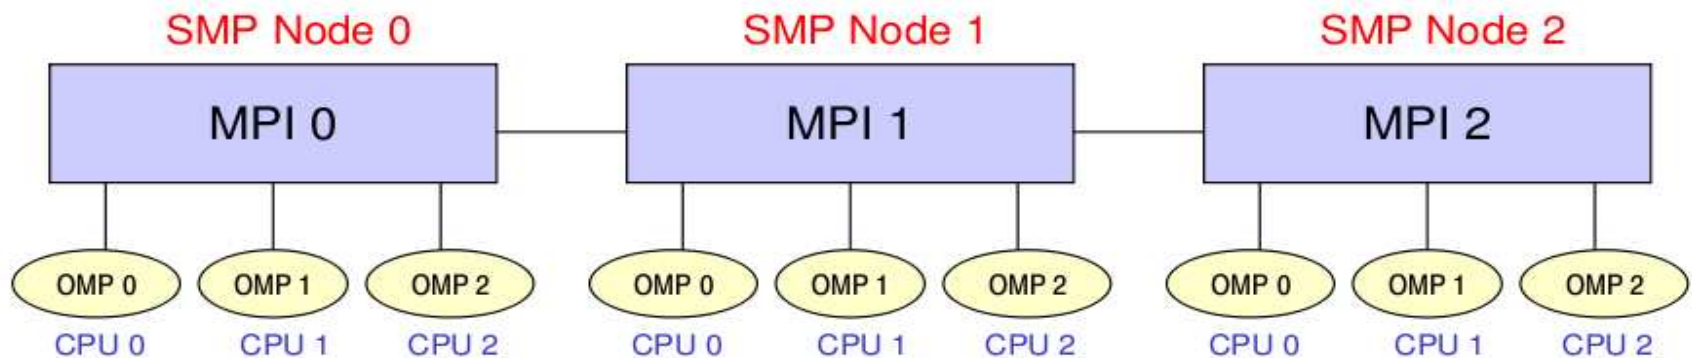 SMP Node 0 SMP Node 1 SMP Node 2
MPI 0 MPI 1 MPI 2
OMP 0 OMP 1 OMP 2 OMP 0 OMP 1 OMP 2 OMP 0 OMP 1 OMP 2
CPU 0 CPU 1 CPU 2 CPU 0 CPU 1 CPU 2 CPU 0 CPU 1 CPU 2